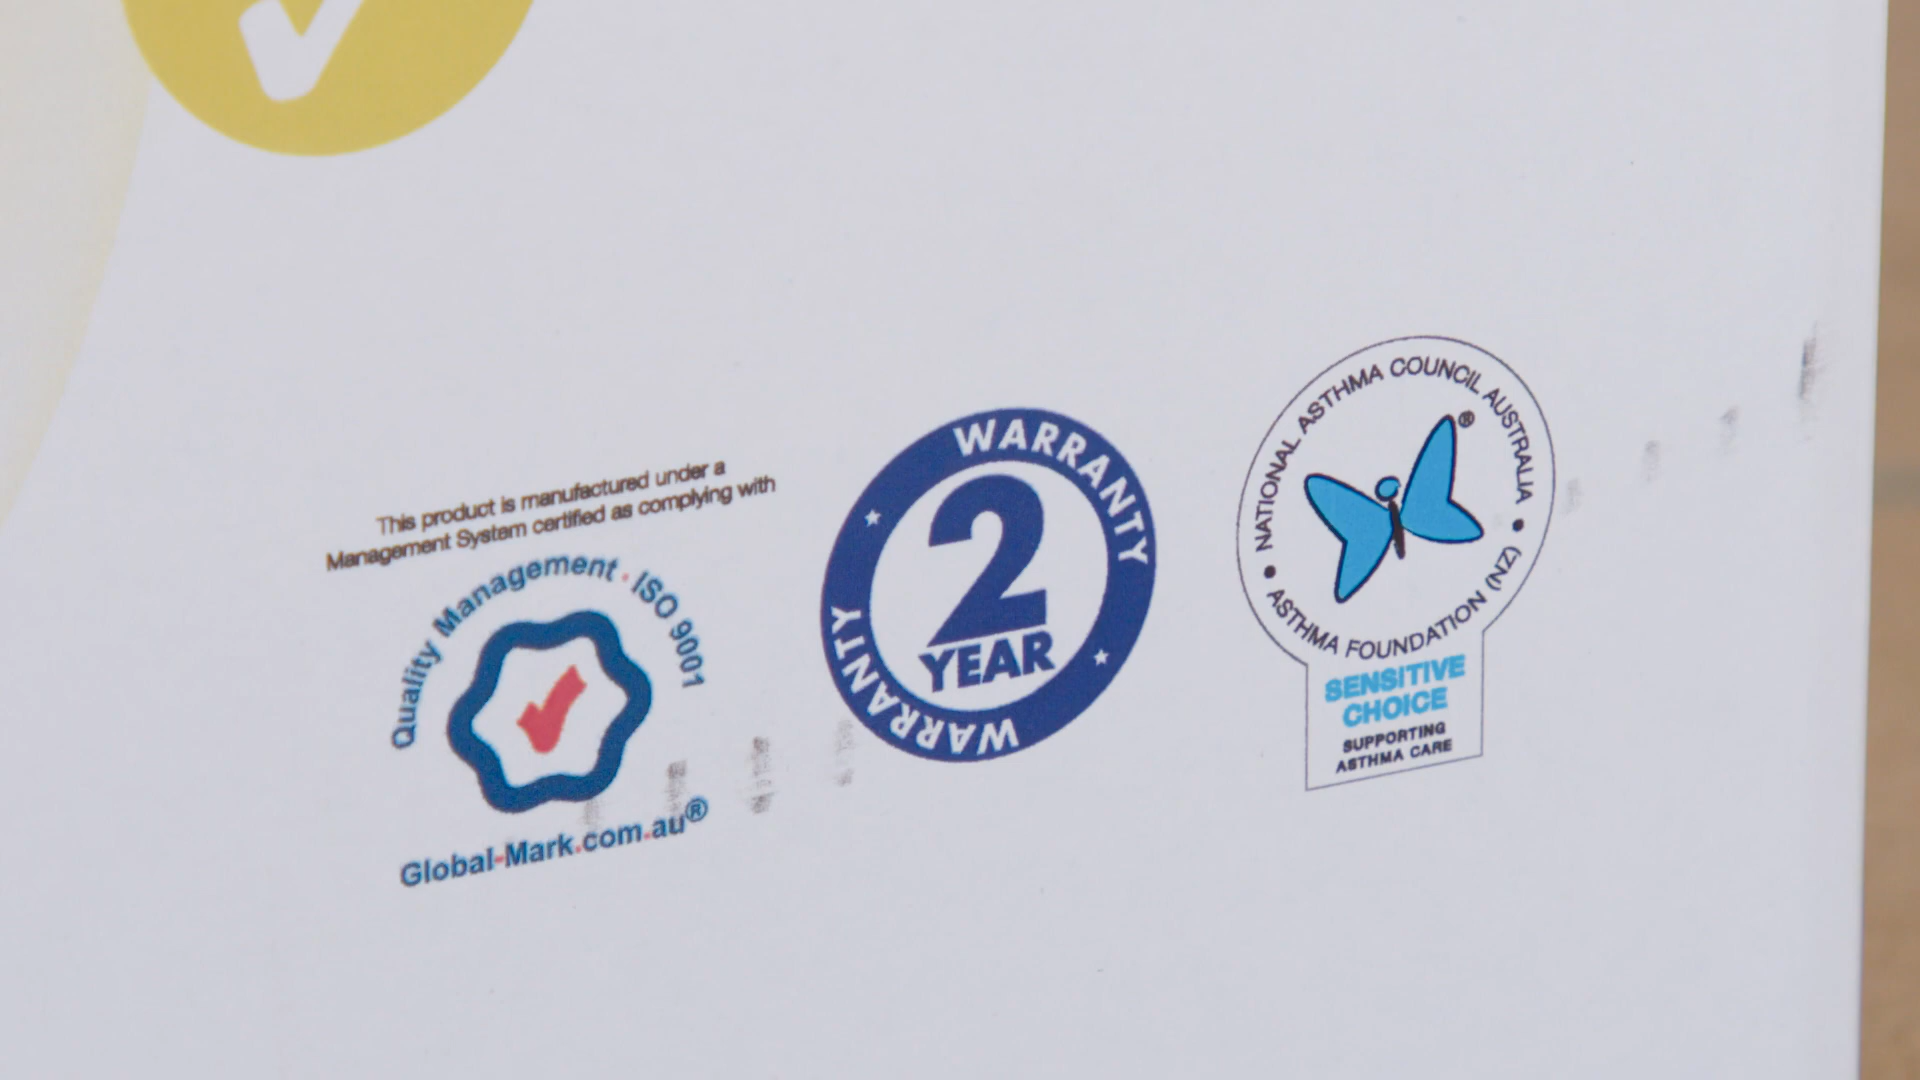 This product is manufactured under a
Management System certified as complying with
Quality Management · ISO 9001
Global-Mark.com.au®
WARRANTY
2
YEAR
WARRANTY
• NATIONAL ASTHMA COUNCIL AUSTRALIA •
®
ASTHMA FOUNDATION (NZ)
SENSITIVE
CHOICE
SUPPORTING
ASTHMA CARE